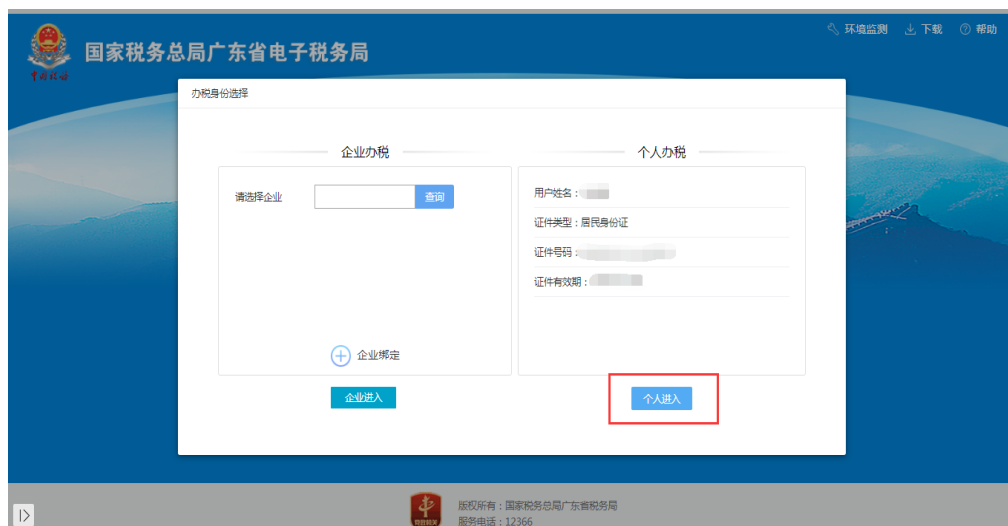 环境监测 下载 帮助
国家税务总局广东省电子税务局
中国税务
办税身份选择
企业办税
请选择企业 查询
企业绑定
企业进入
个人办税
用户姓名：
证件类型：居民身份证
证件号码：
证件有效期：
个人进入
版权所有：国家税务总局广东省税务局
服务电话：12366